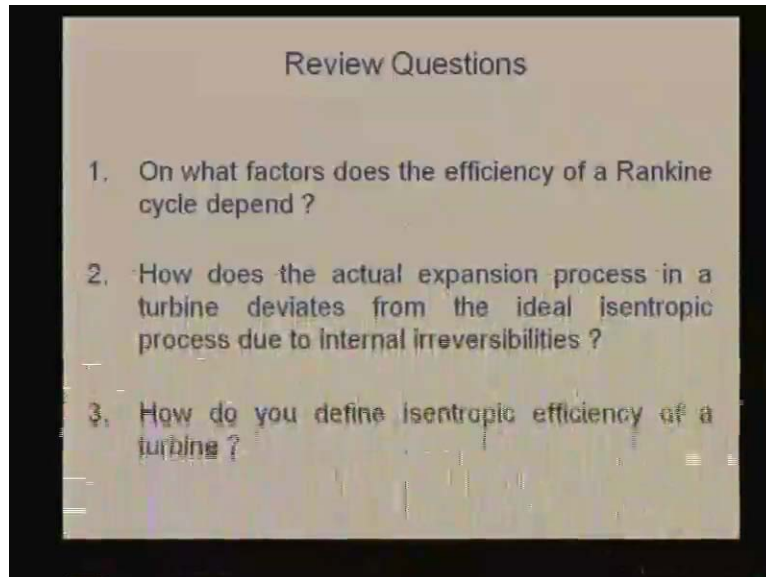 Review Questions
1. On what factors does the efficiency of a Rankine
cycle depend ?
2. How does the actual expansion process in a
turbine deviates from the ideal isentropic
process due to internal irreversibilities ?
3. How do you define isentropic efficiency of a
turbine ?